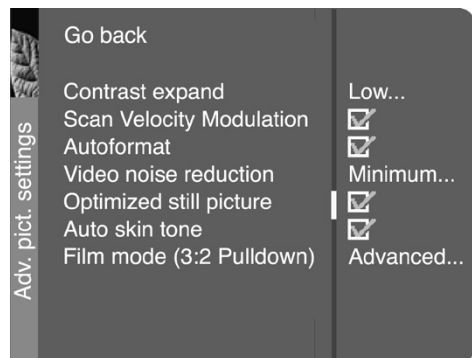 Go back
Adv. pict. settings
Contrast expand Low...
Scan Velocity Modulation
Autoformat
Video noise reduction Minimum...
Optimized still picture
Auto skin tone
Film mode (3:2 Pulldown) Advanced...